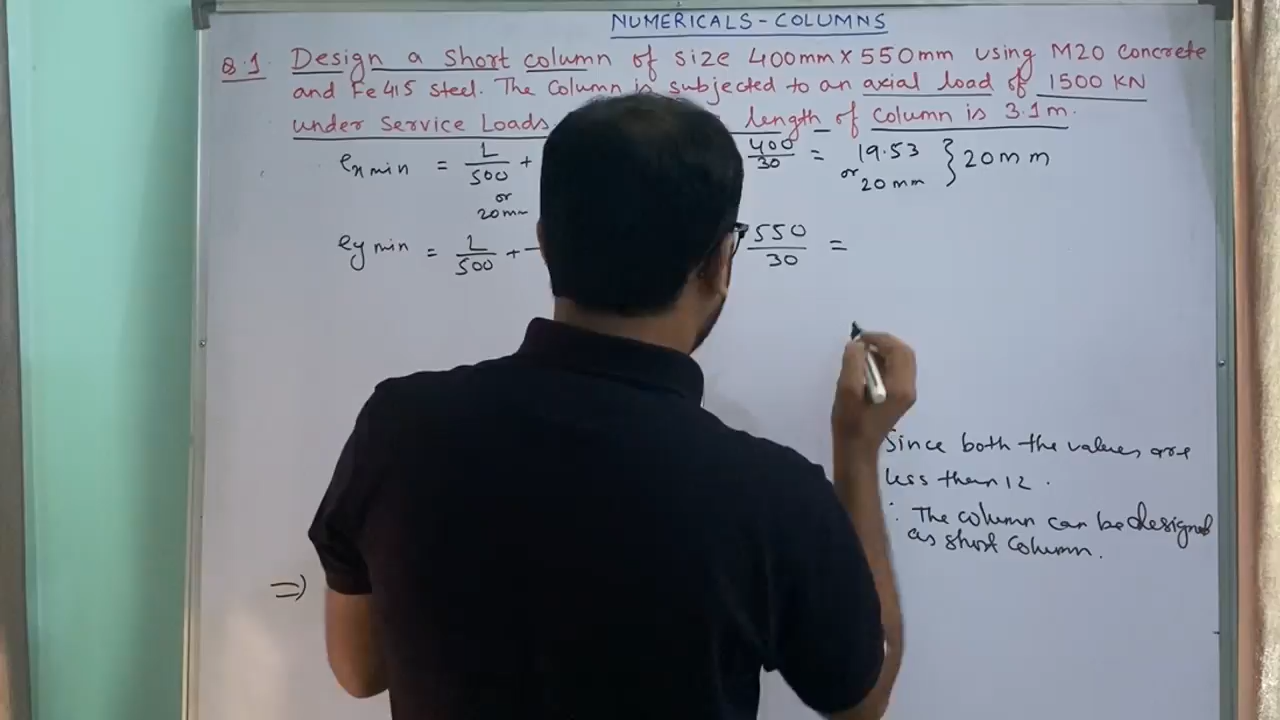 NUMERICALS - COLUMNS
Q.1 Design a short column of size 400mm x 550mm using M20 concrete
and Fe 415 steel. The column is subjected to an axial load of 1500 KN
under service Loads length of column is 3.1m.
ex min = L/500 + 400/30 = 19.53 or 20mm } 20mm
or
20mm
ey min = L/500 + 550/30 =
Since both the values are
less than 12.
∴ The column can be designed
as short column.
⇒